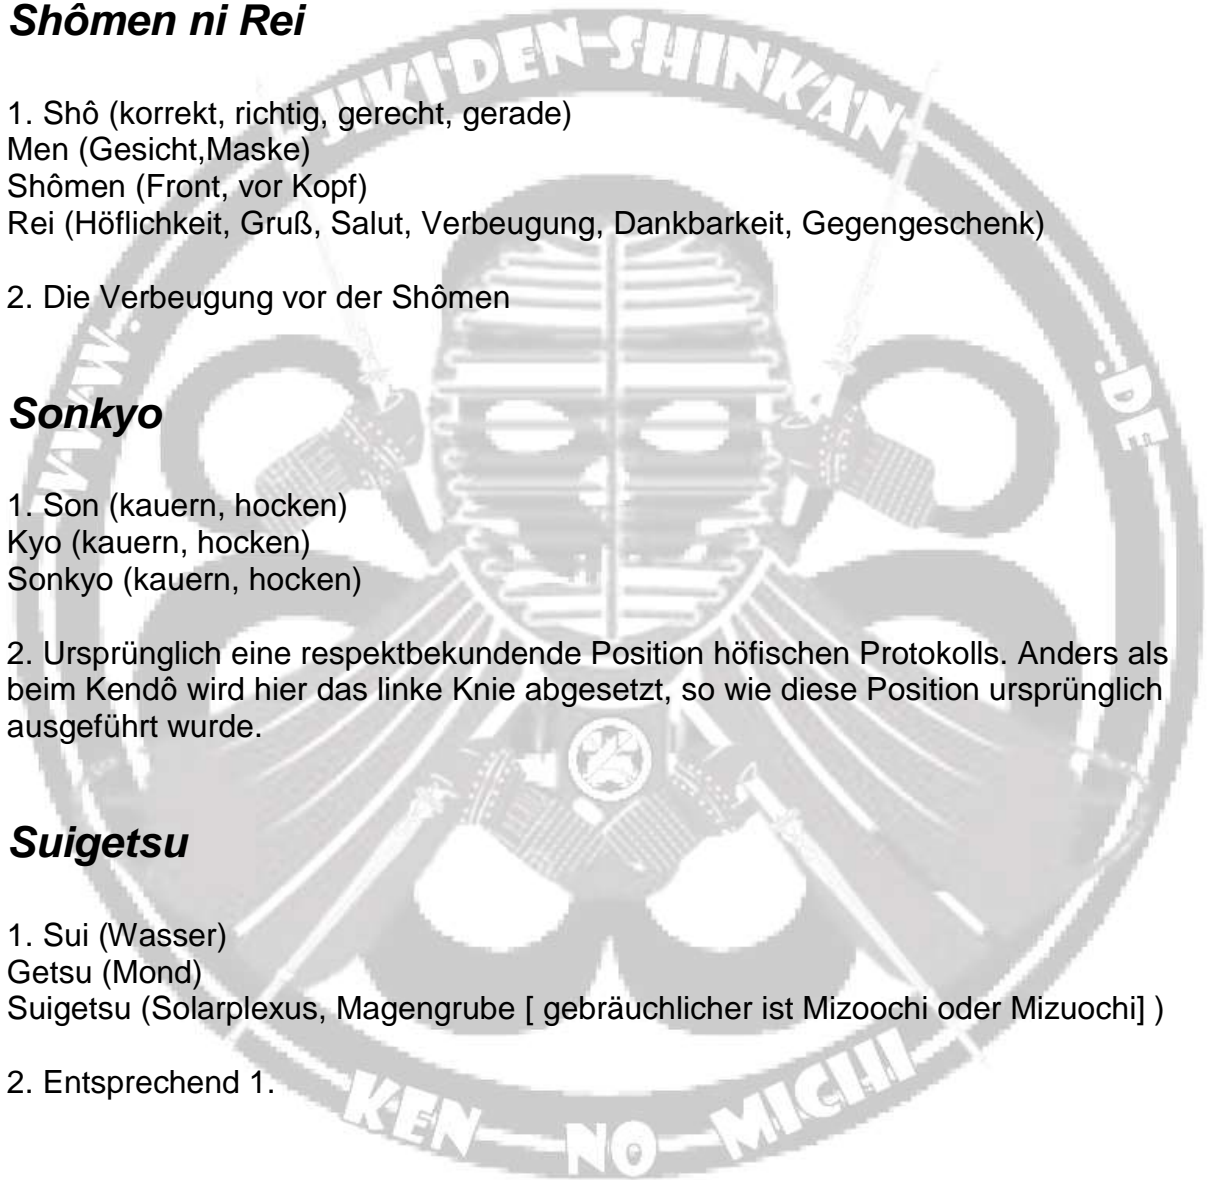 Shômen ni Rei
1. Shô (korrekt, richtig, gerecht, gerade)
Men (Gesicht,Maske)
Shômen (Front, vor Kopf)
Rei (Höflichkeit, Gruß, Salut, Verbeugung, Dankbarkeit, Gegengeschenk)
2. Die Verbeugung vor der Shômen
Sonkyo
1. Son (kauern, hocken)
Kyo (kauern, hocken)
Sonkyo (kauern, hocken)
2. Ursprünglich eine respektbekundende Position höfischen Protokolls. Anders als
beim Kendô wird hier das linke Knie abgesetzt, so wie diese Position ursprünglich
ausgeführt wurde.
Suigetsu
1. Sui (Wasser)
Getsu (Mond)
Suigetsu (Solarplexus, Magengrube [ gebräuchlicher ist Mizoochi oder Mizuochi] )
2. Entsprechend 1.
WWW. JIKIDEN-SHINKAN .DE
KEN-NO-MICHI